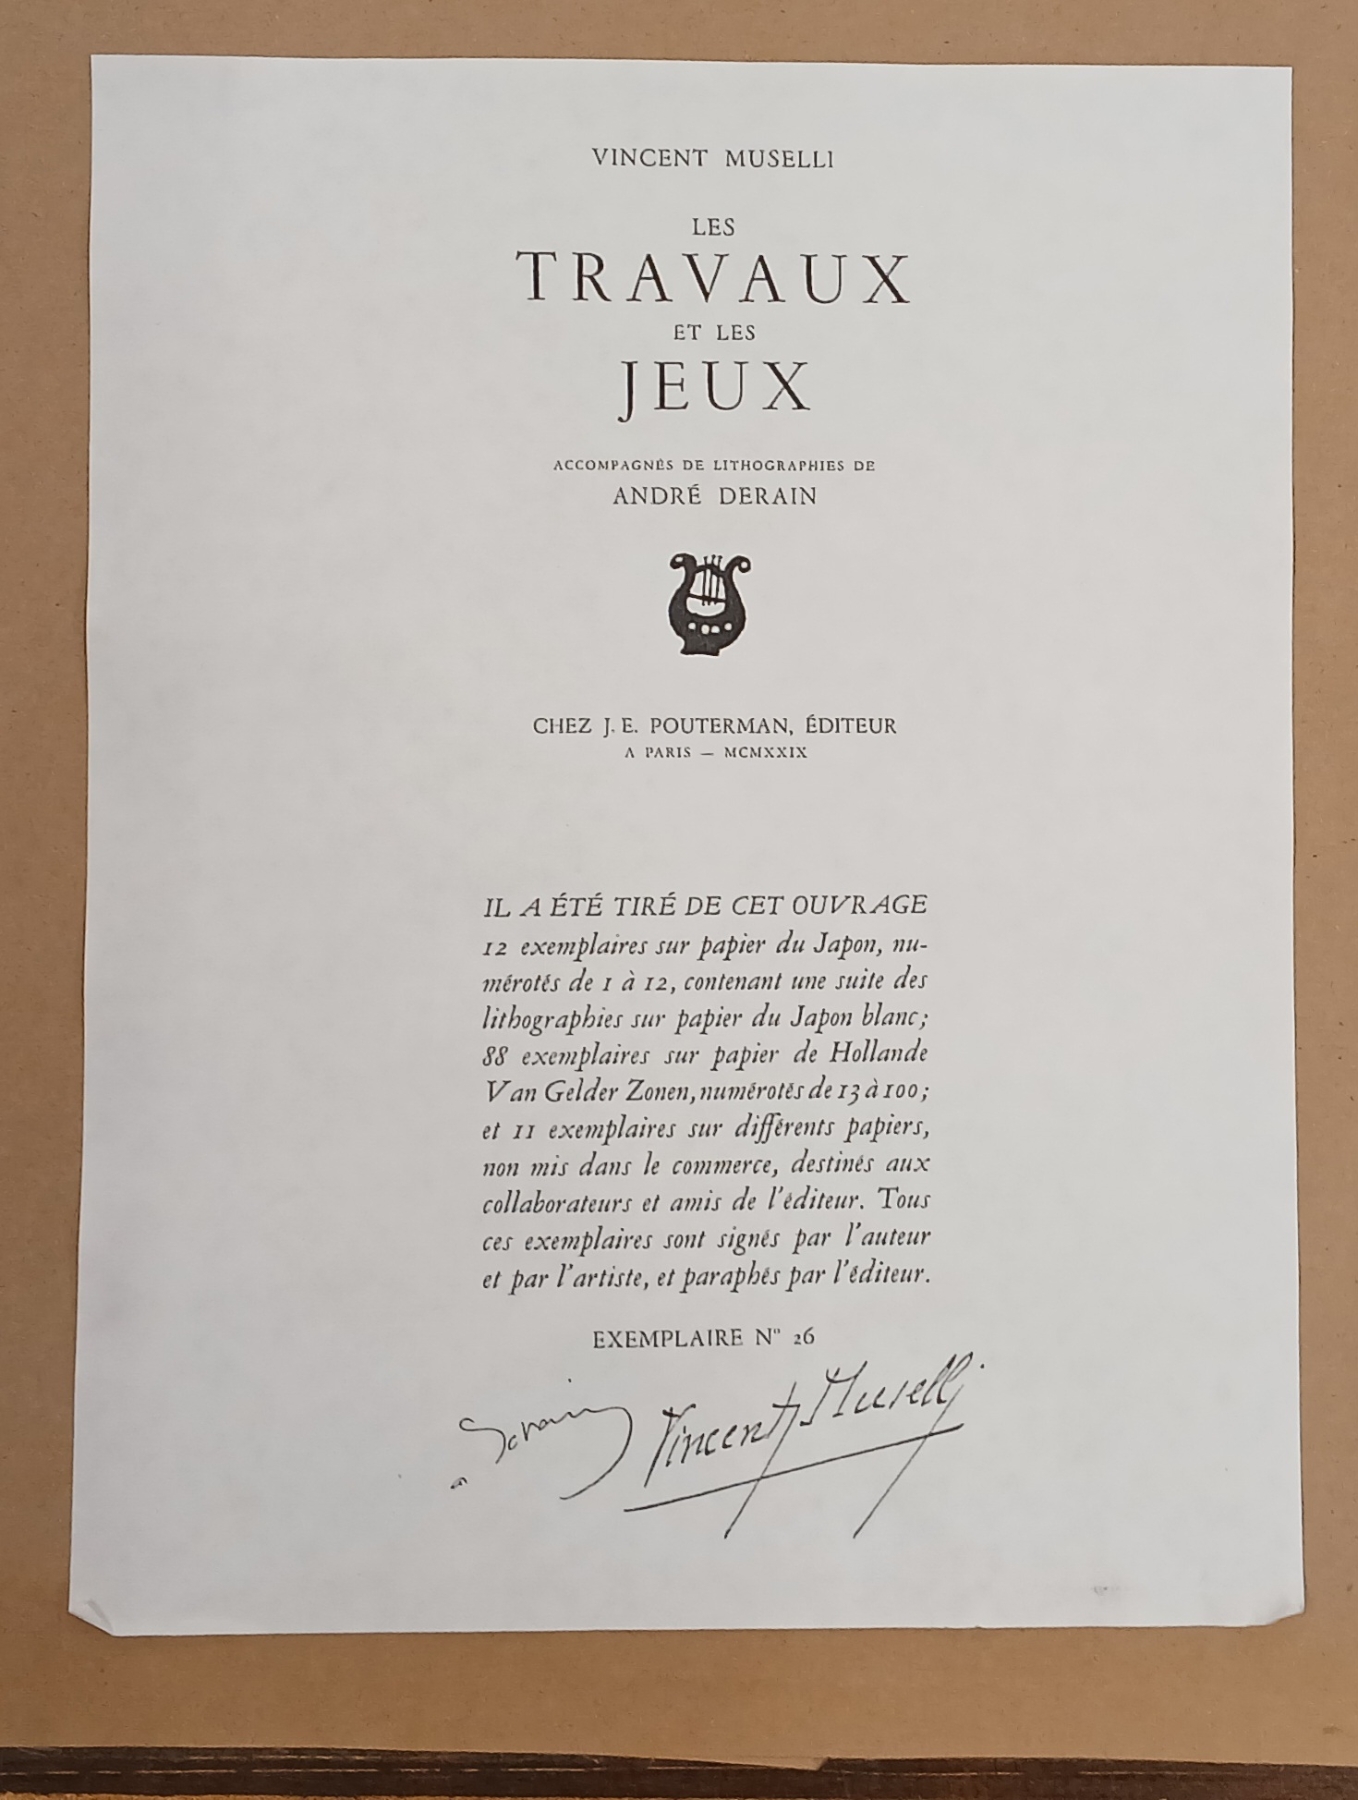 VINCENT MUSELLI
LES
TRAVAUX
ET LES
JEUX
ACCOMPAGNÉS DE LITHOGRAPHIES DE
ANDRÉ DERAIN
CHEZ J. E. POUTERMAN, ÉDITEUR
A PARIS — MCMXXIX
IL A ÉTÉ TIRÉ DE CET OUVRAGE
12 exemplaires sur papier du Japon, nu-
mérotés de 1 à 12, contenant une suite des
lithographies sur papier du Japon blanc;
88 exemplaires sur papier de Hollande
Van Gelder Zonen, numérotés de 13 à 100;
et 11 exemplaires sur différents papiers,
non mis dans le commerce, destinés aux
collaborateurs et amis de l'éditeur. Tous
ces exemplaires sont signés par l'auteur
et par l'artiste, et paraphés par l'éditeur.
EXEMPLAIRE N° 26
Derain Vincent Muselli